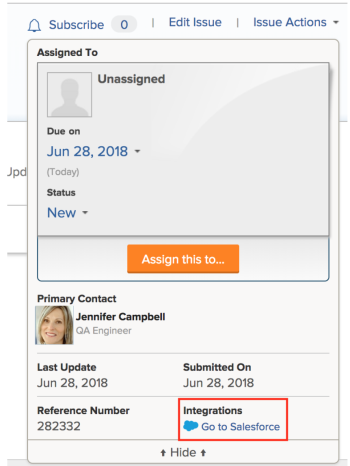 Subscribe 0 | Edit Issue | Issue Actions
Assigned To
Unassigned
Due on
Jun 28, 2018
(Today)
Status
New
Assign this to...
Primary Contact
Jennifer Campbell
QA Engineer
Last Update Submitted On
Jun 28, 2018 Jun 28, 2018
Reference Number Integrations
282332 Go to Salesforce
Hide